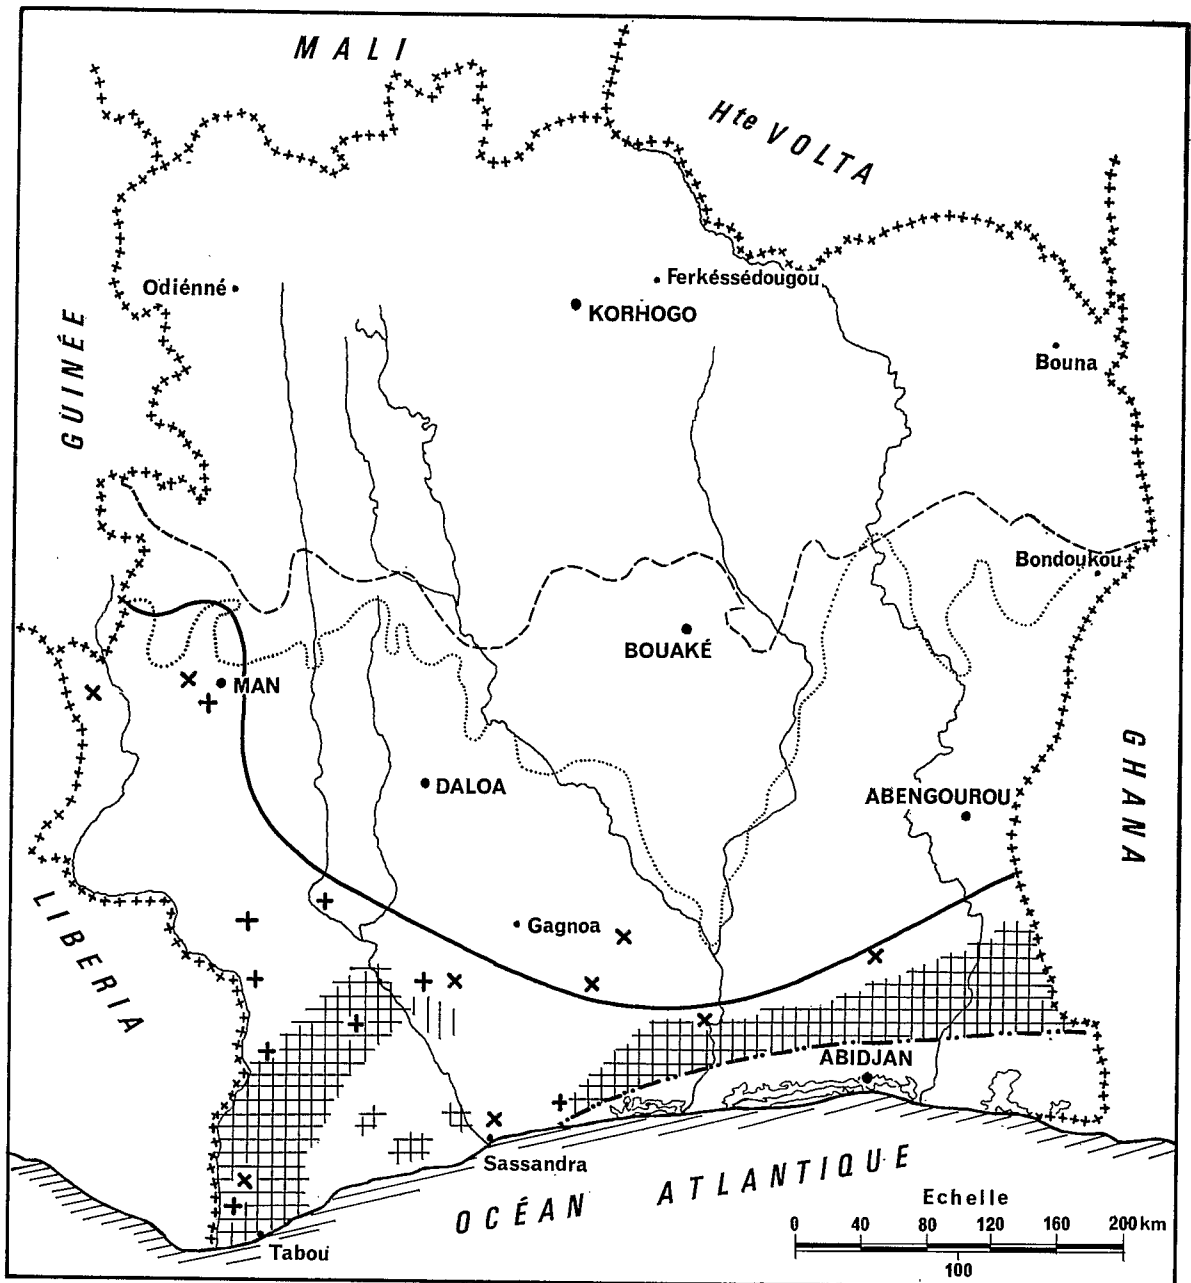 MALI
Hte VOLTA
Odiénné
Ferkéssédougou
KORHOGO
GUINÉE
Bouna
Bondoukou
BOUAKÉ
MAN
GHANA
DALOA
ABENGOUROU
LIBERIA
Gagnoa
ABIDJAN
Sassandra
OCÉAN ATLANTIQUE
Echelle
0 40 80 120 160 200 km
100
Tabou